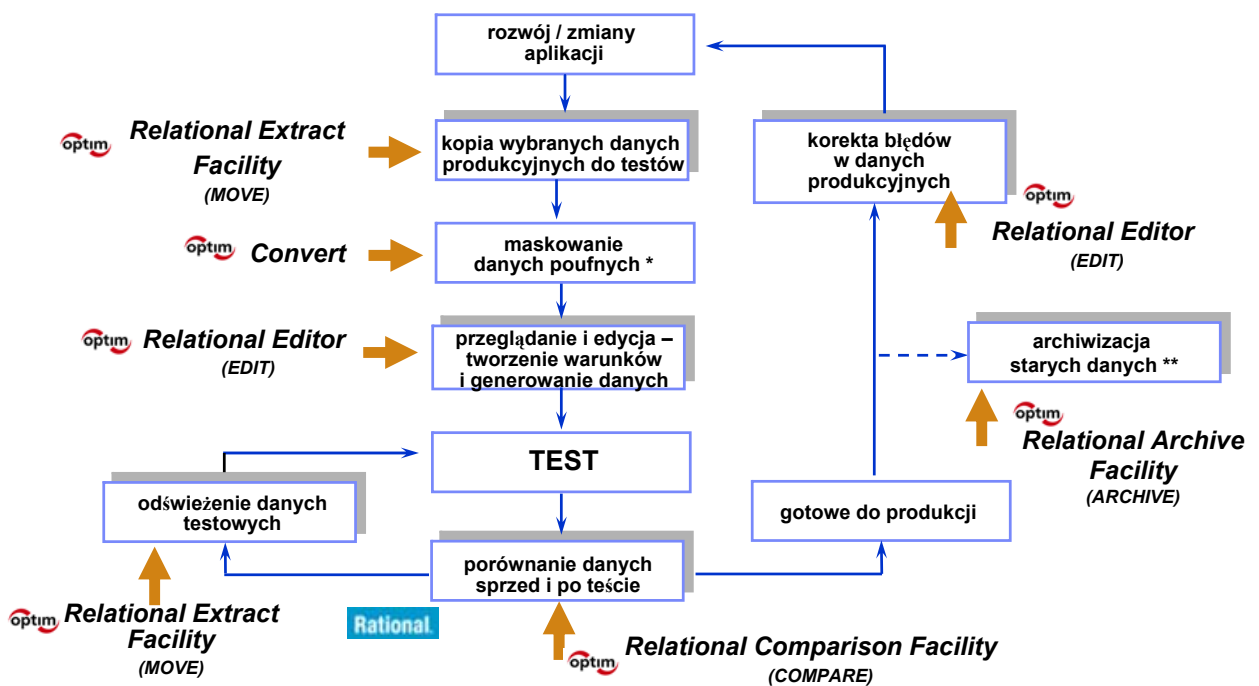 rozwój / zmiany
aplikacji
optim
Relational Extract
Facility
(MOVE)
kopia wybranych danych
produkcyjnych do testów
korekta błędów
w danych
produkcyjnych
optim
Relational Editor
(EDIT)
optim
Convert
maskowanie
danych poufnych *
optim
Relational Editor
(EDIT)
przeglądanie i edycja –
tworzenie warunków
i generowanie danych
archiwizacja
starych danych **
optim
Relational Archive
Facility
(ARCHIVE)
TEST
odświeżenie danych
testowych
gotowe do produkcji
porównanie danych
sprzed i po teście
optim
Relational Extract
Facility
(MOVE)
Rational.
optim
Relational Comparison Facility
(COMPARE)